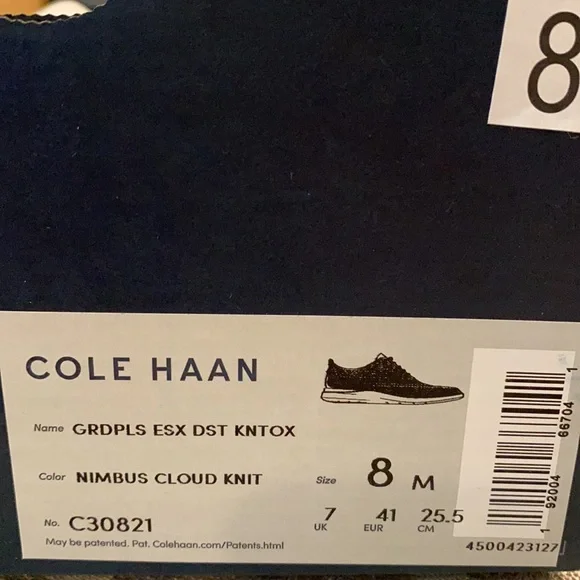 8
COLE HAAN
Name GRDPLS ESX DST KNTOX
Color NIMBUS CLOUD KNIT
Size 8 M
No. C30821
7 UK 41 EUR 25.5 CM
May be patented. Pat. Colehaan.com/Patents.html
1 92004 66704 1
4500423127